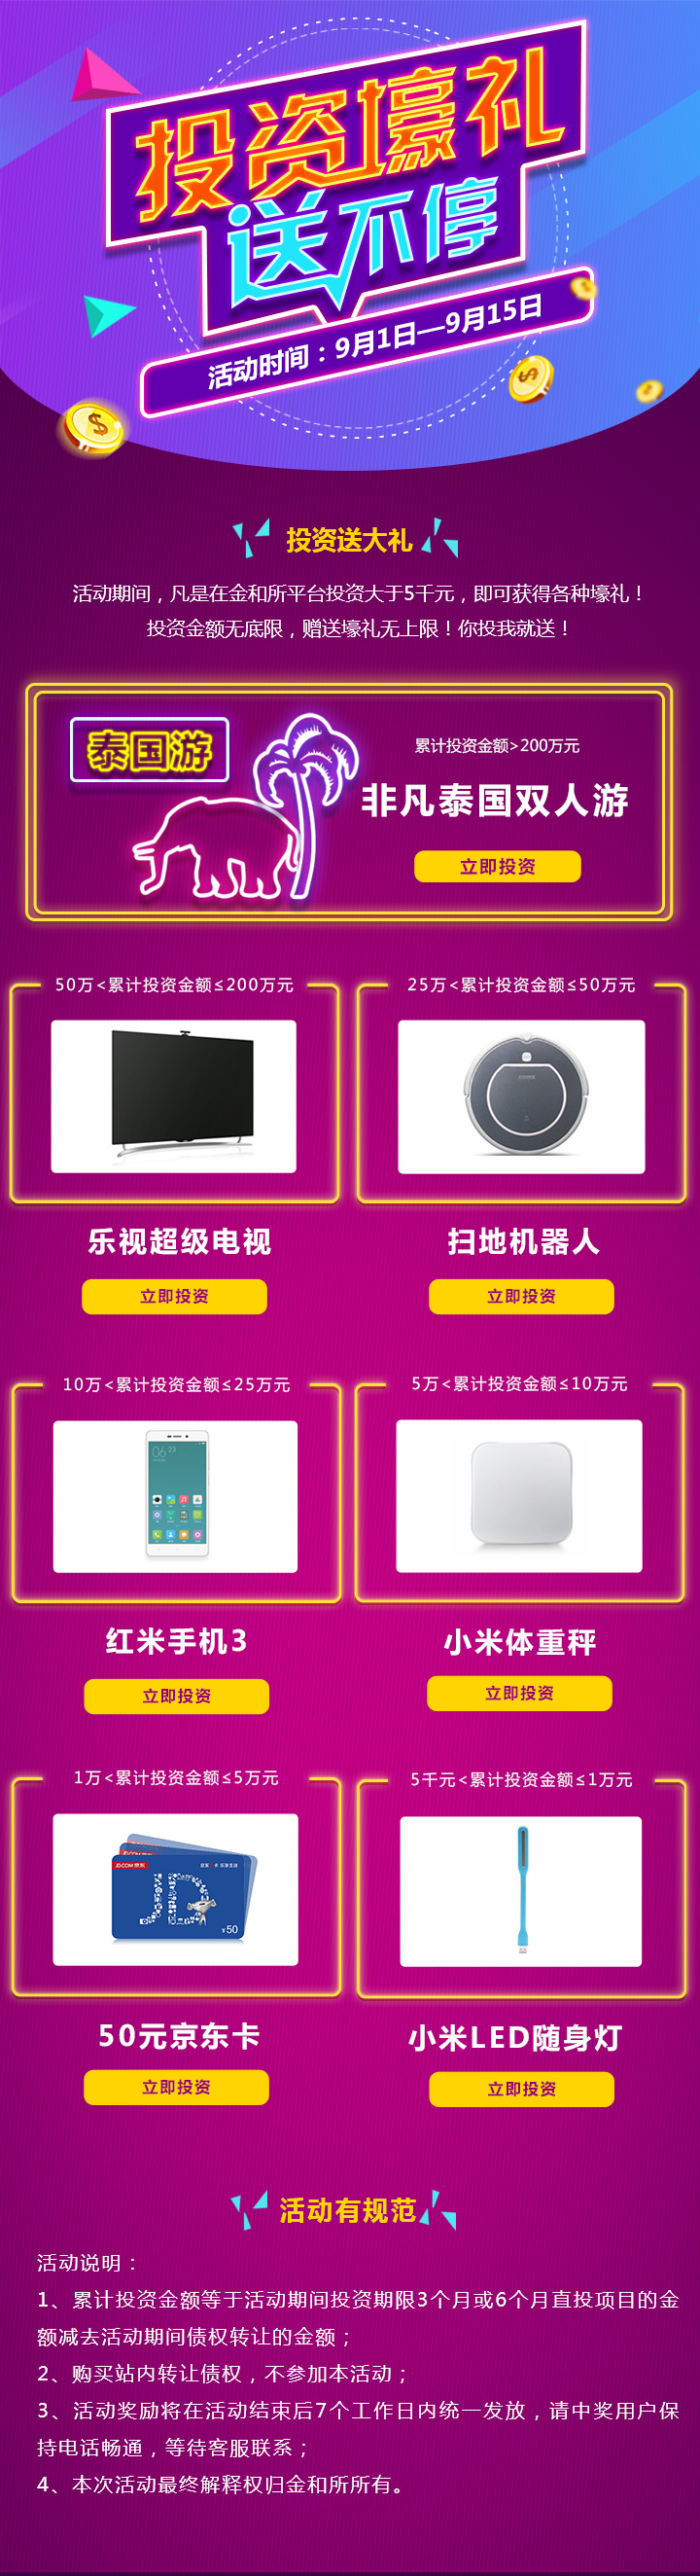 投资壕礼
送不停
活动时间：9月1日—9月15日
投资送大礼
活动期间，凡是在金和所平台投资大于5千元，即可获得各种壕礼！
投资金额无底限，赠送壕礼无上限！你投我就送！
泰国游
累计投资金额>200万元
非凡泰国双人游
立即投资
50万<累计投资金额≤200万元
25万<累计投资金额≤50万元
乐视超级电视
扫地机器人
立即投资
立即投资
10万<累计投资金额≤25万元
5万<累计投资金额≤10万元
06:23
红米手机3
小米体重秤
立即投资
立即投资
1万<累计投资金额≤5万元
5千元<累计投资金额≤1万元
JD.COM 京东
JD
¥50
50元京东卡
小米LED随身灯
立即投资
立即投资
活动有规范
活动说明：
1、累计投资金额等于活动期间投资期限3个月或6个月直投项目的金
额减去活动期间债权转让的金额；
2、购买站内转让债权，不参加本活动；
3、活动奖励将在活动结束后7个工作日内统一发放，请中奖用户保
持电话畅通，等待客服联系；
4、本次活动最终解释权归金和所所有。